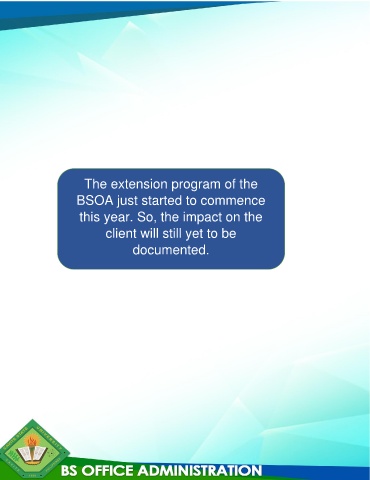 The extension program of the
BSOA just started to commence
this year. So, the impact on the
client will still yet to be
documented.
BS OFFICE ADMINISTRATION